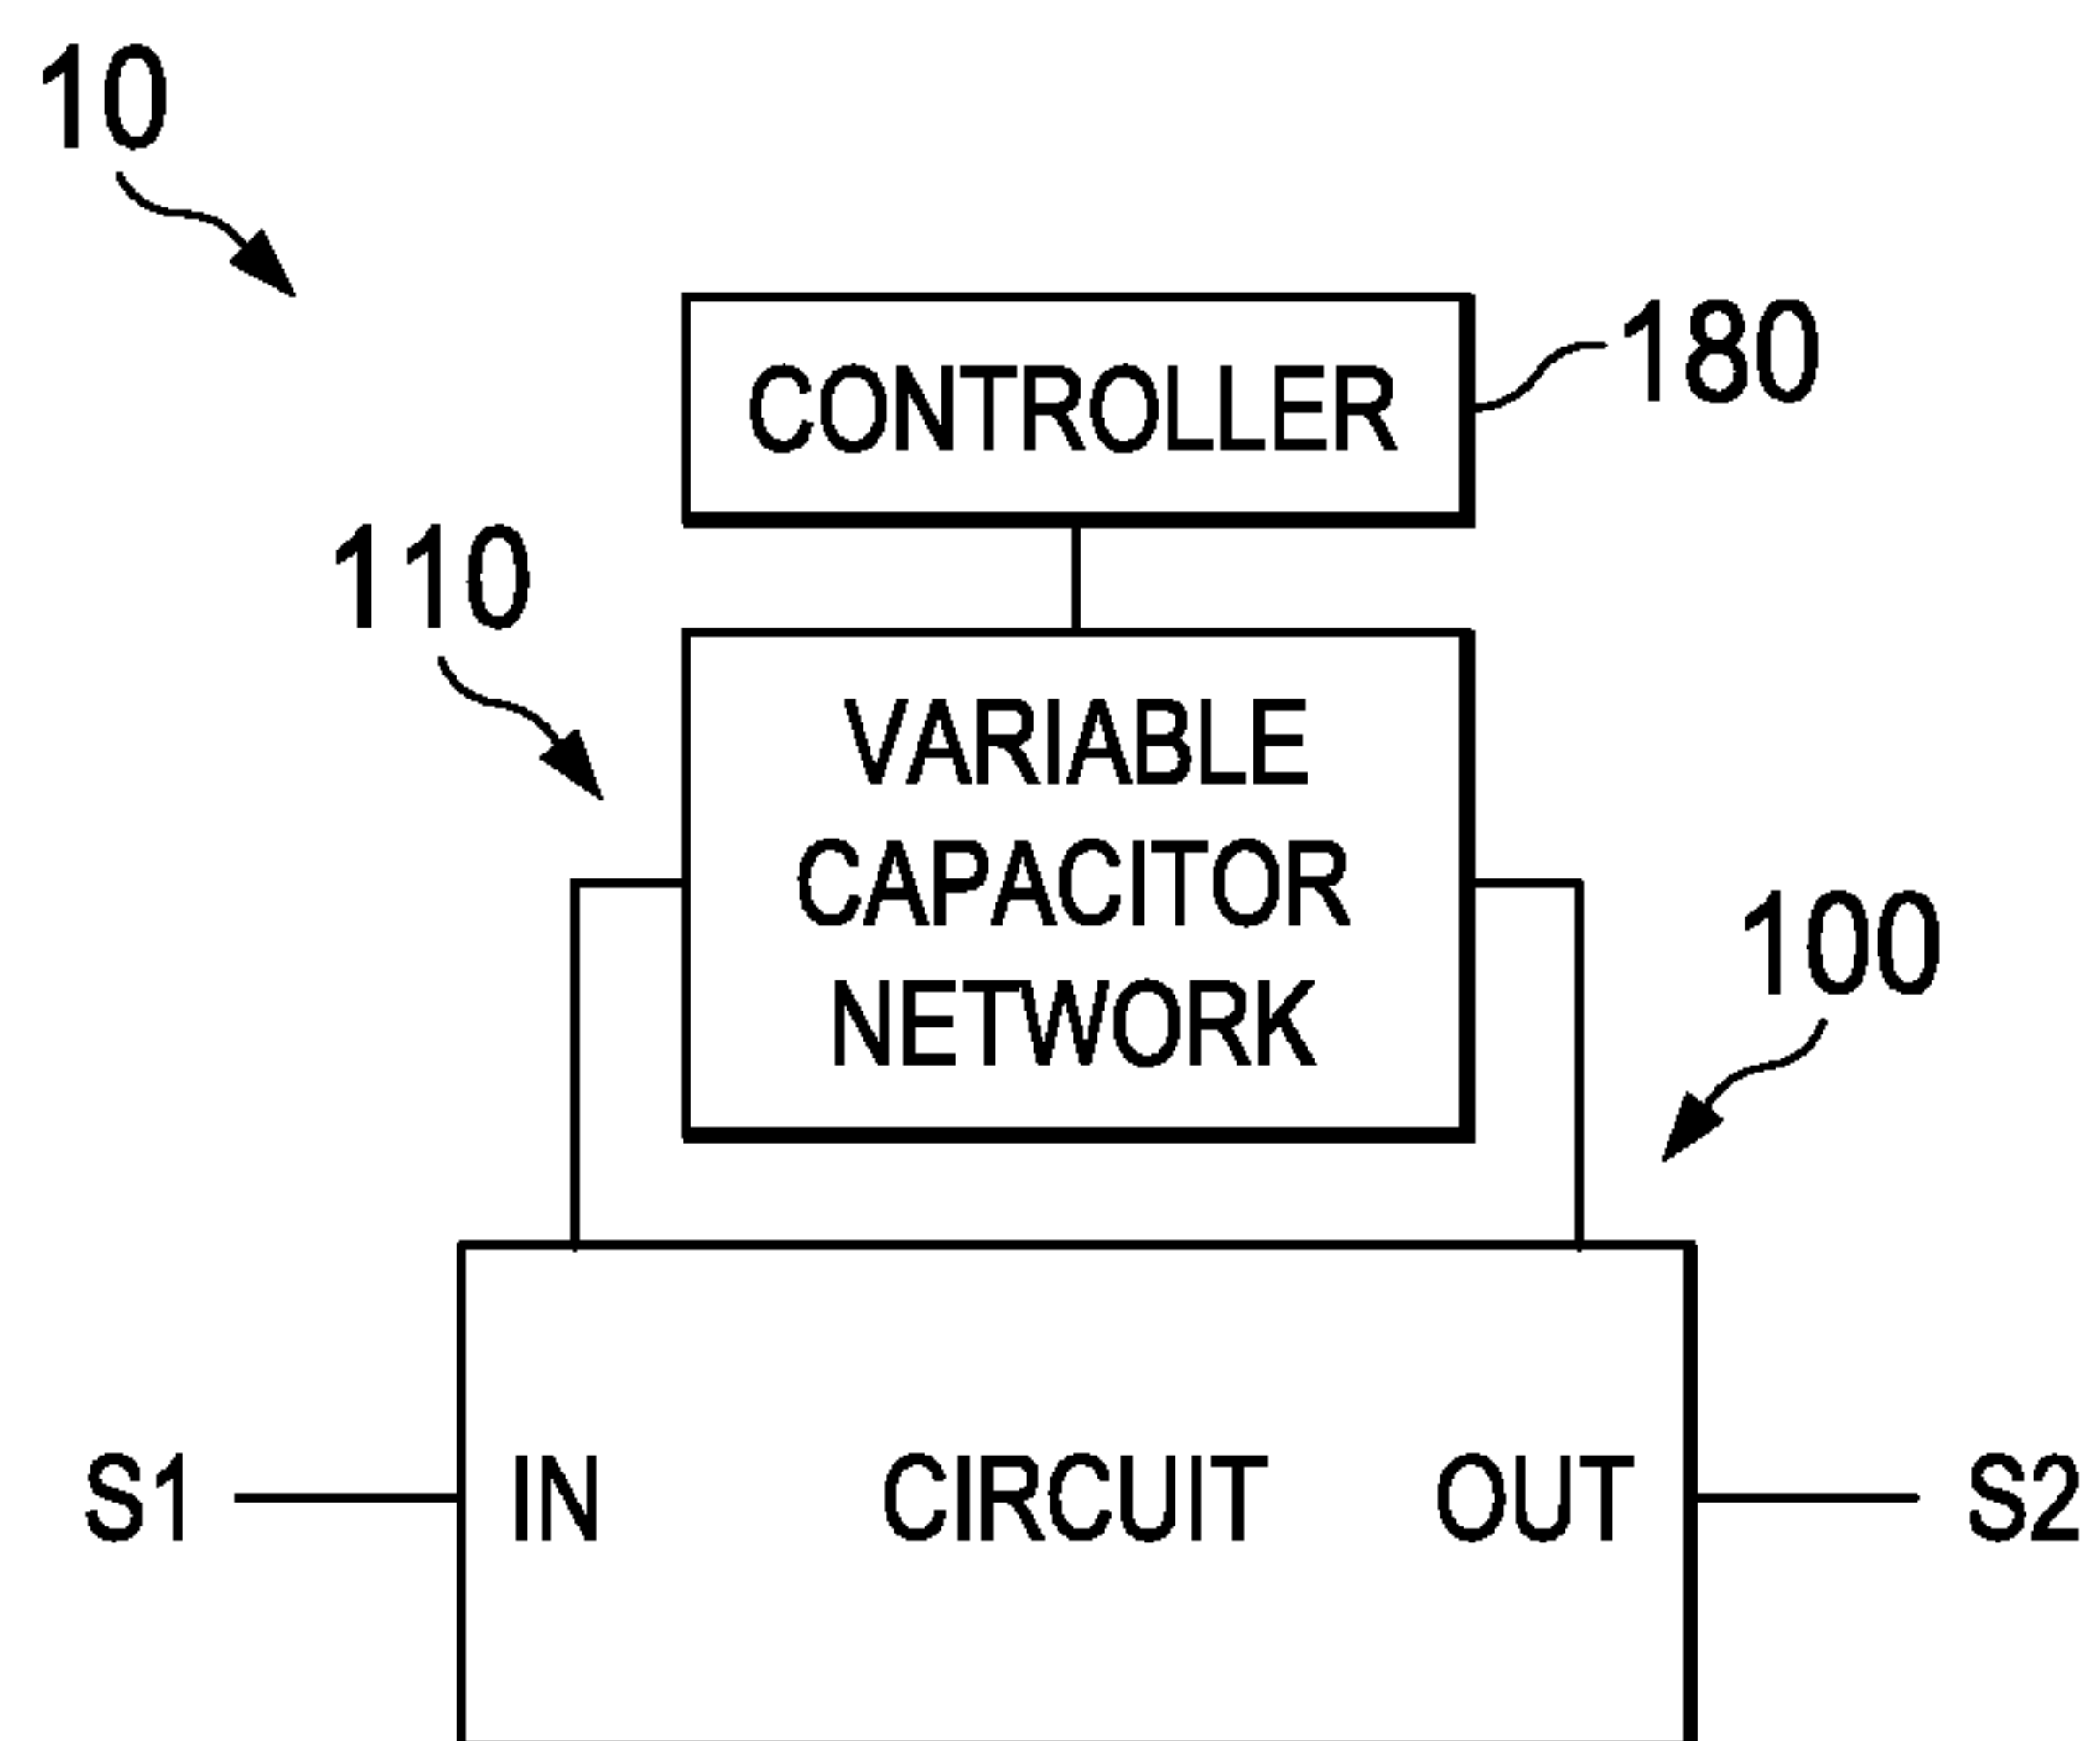 10
CONTROLLER
180
110
VARIABLE
CAPACITOR
NETWORK
100
S1
IN
CIRCUIT
OUT
S2